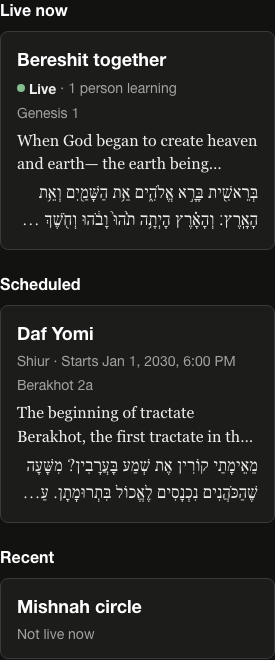 Live now
Bereshit together
Live · 1 person learning
Genesis 1
When God began to create heaven
and earth— the earth being...
בְּרֵאשִׁ֖ית בָּרָ֣א אֱלֹהִ֑ים אֵ֥ת הַשָּׁמַ֖יִם וְאֵ֥ת
הָאָֽרֶץ׃ וְהָאָ֗רֶץ הָיְתָ֥ה תֹ֙הוּ֙ וָבֹ֔הוּ וְחֹ֖שֶׁךְ ...
Scheduled
Daf Yomi
Shiur · Starts Jan 1, 2030, 6:00 PM
Berakhot 2a
The beginning of tractate
Berakhot, the first tractate in th...
מֵאֵימָתַי קוֹרִין אֶת שְׁמַע בָּעֲרָבִין? מִשָּׁעָה
שֶׁהַכֹּהֲנִים נִכְנָסִים לֶאֱכוֹל בִּתְרוּמָתָן. עַ...
Recent
Mishnah circle
Not live now